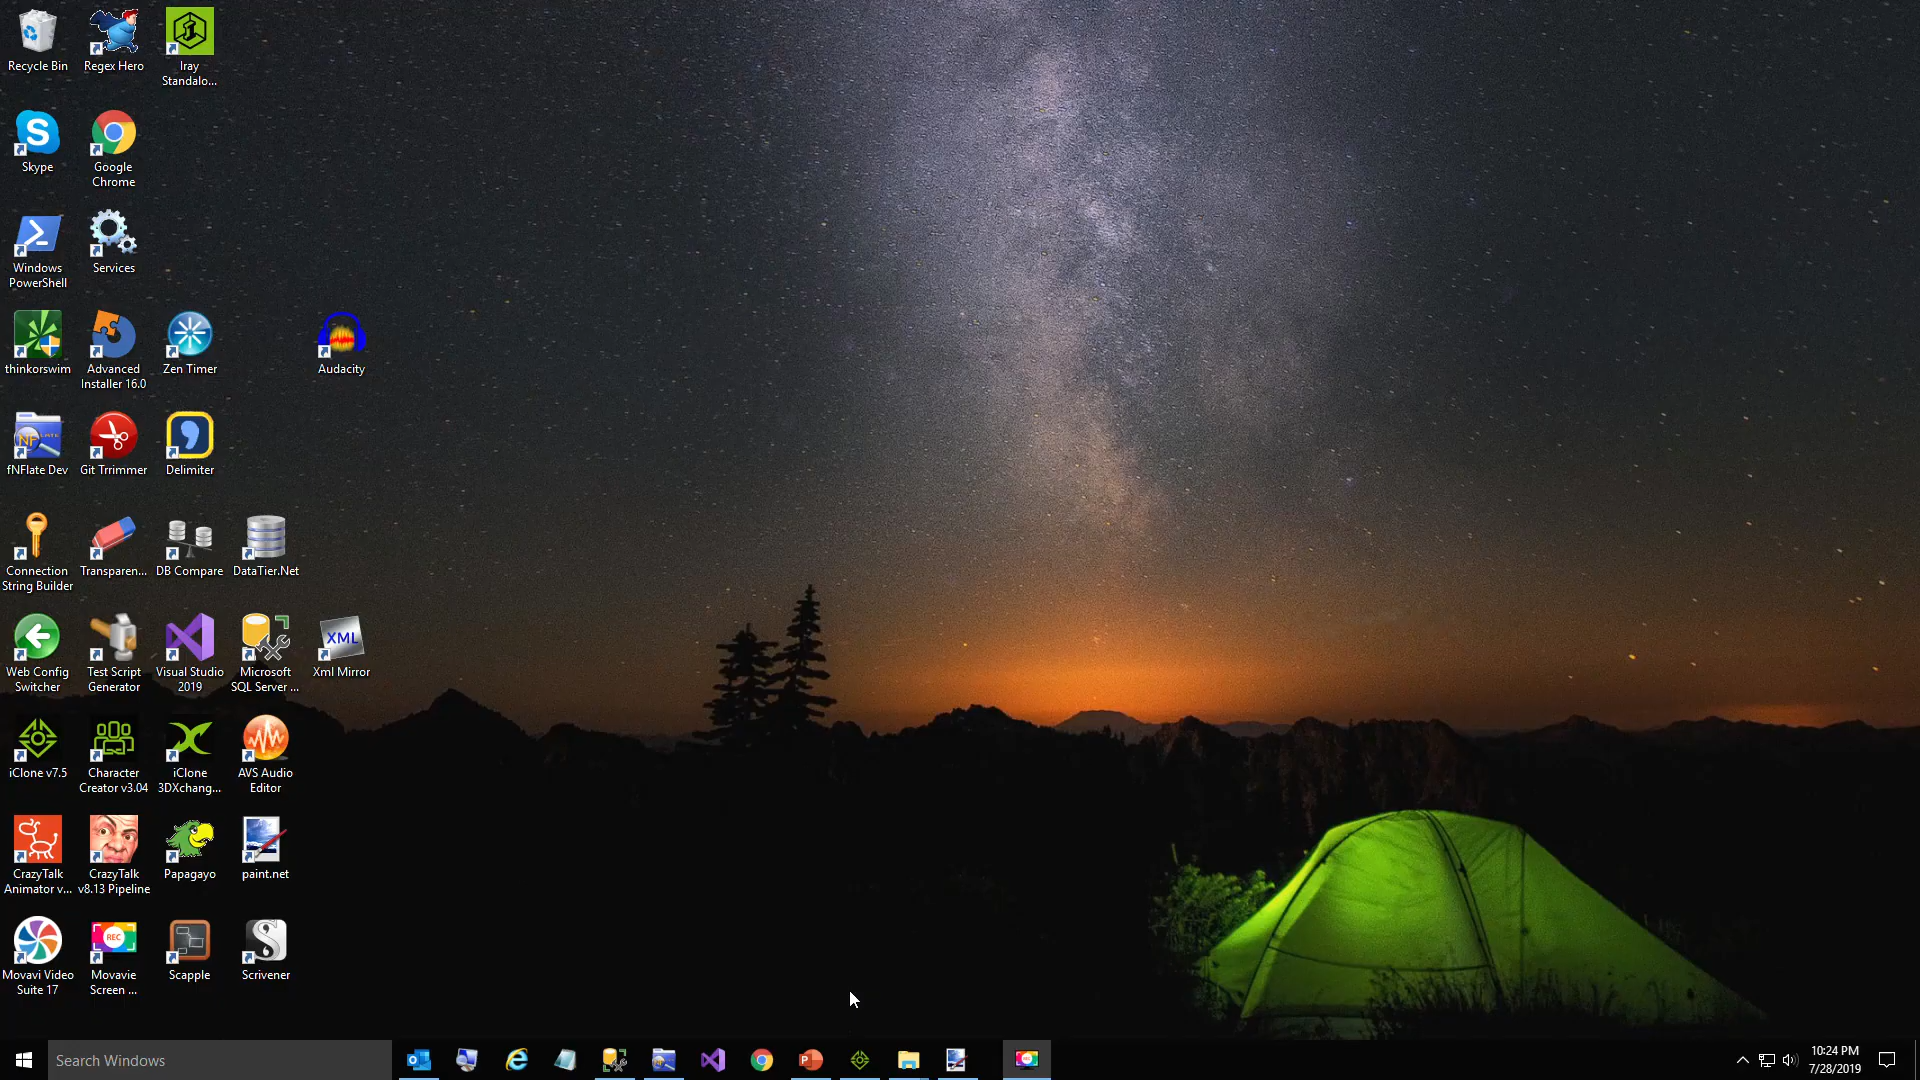 Recycle Bin
Regex Hero
Iray
Standalo...
Skype
Google
Chrome
Windows
PowerShell
Services
thinkorswim
Advanced
Installer 16.0
Zen Timer
Audacity
fNFlate Dev
Git Trrimmer
Delimiter
Connection
String Builder
Transparen...
DB Compare
DataTier.Net
Web Config
Switcher
Test Script
Generator
Visual Studio
2019
Microsoft
SQL Server ...
XML
Xml Mirror
iClone v7.5
Character
Creator v3.04
iClone
3DXchang...
AVS Audio
Editor
CrazyTalk
Animator v...
CrazyTalk
v8.13 Pipeline
Papagayo
paint.net
REC
Movavi Video
Suite 17
Movavie
Screen ...
Scapple
Scrivener
Search Windows
10:24 PM
7/28/2019